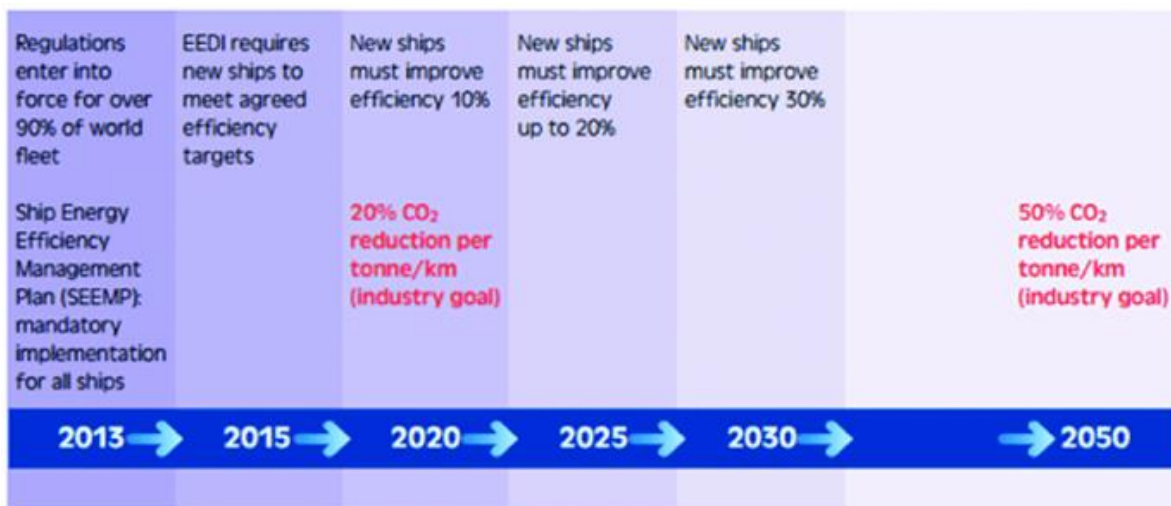 Regulations
enter into
force for over
90% of world
fleet
Ship Energy
Efficiency
Management
Plan (SEEMP):
mandatory
implementation
for all ships
EEDI requires
new ships to
meet agreed
efficiency
targets
New ships
must improve
efficiency 10%
20% CO₂
reduction per
tonne/km
(industry goal)
New ships
must improve
efficiency
up to 20%
New ships
must improve
efficiency 30%
50% CO₂
reduction per
tonne/km
(industry goal)
2013 2015 2020 2025 2030 2050